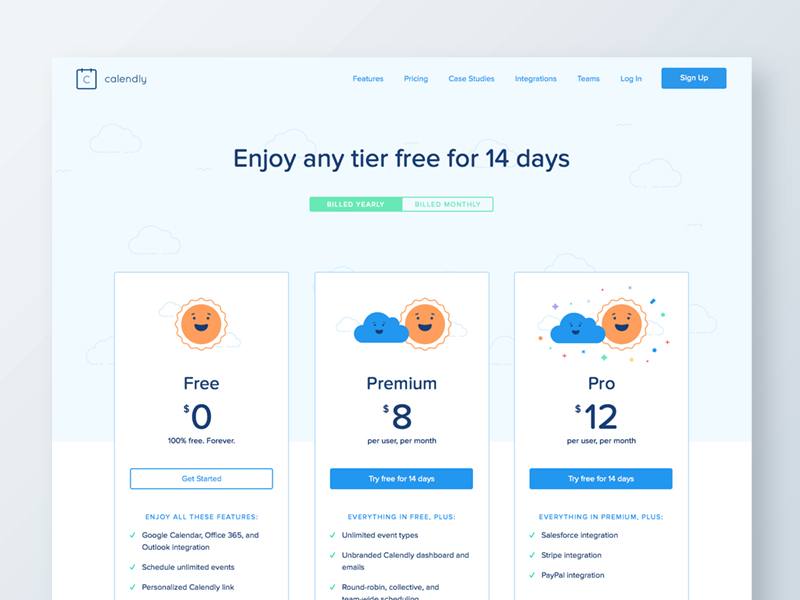 C calendly
Features Pricing Case Studies Integrations Teams Log In Sign Up
Enjoy any tier free for 14 days
BILLED YEARLY BILLED MONTHLY
Free
$0
100% free. Forever.
Get Started
ENJOY ALL THESE FEATURES:
Google Calendar, Office 365, and
Outlook integration
Schedule unlimited events
Personalized Calendly link
Premium
$8
per user, per month
Try free for 14 days
EVERYTHING IN FREE, PLUS:
Unlimited event types
Unbranded Calendly dashboard and
emails
Round-robin, collective, and
team-wide scheduling
Pro
$12
per user, per month
Try free for 14 days
EVERYTHING IN PREMIUM, PLUS:
Salesforce integration
Stripe integration
PayPal integration